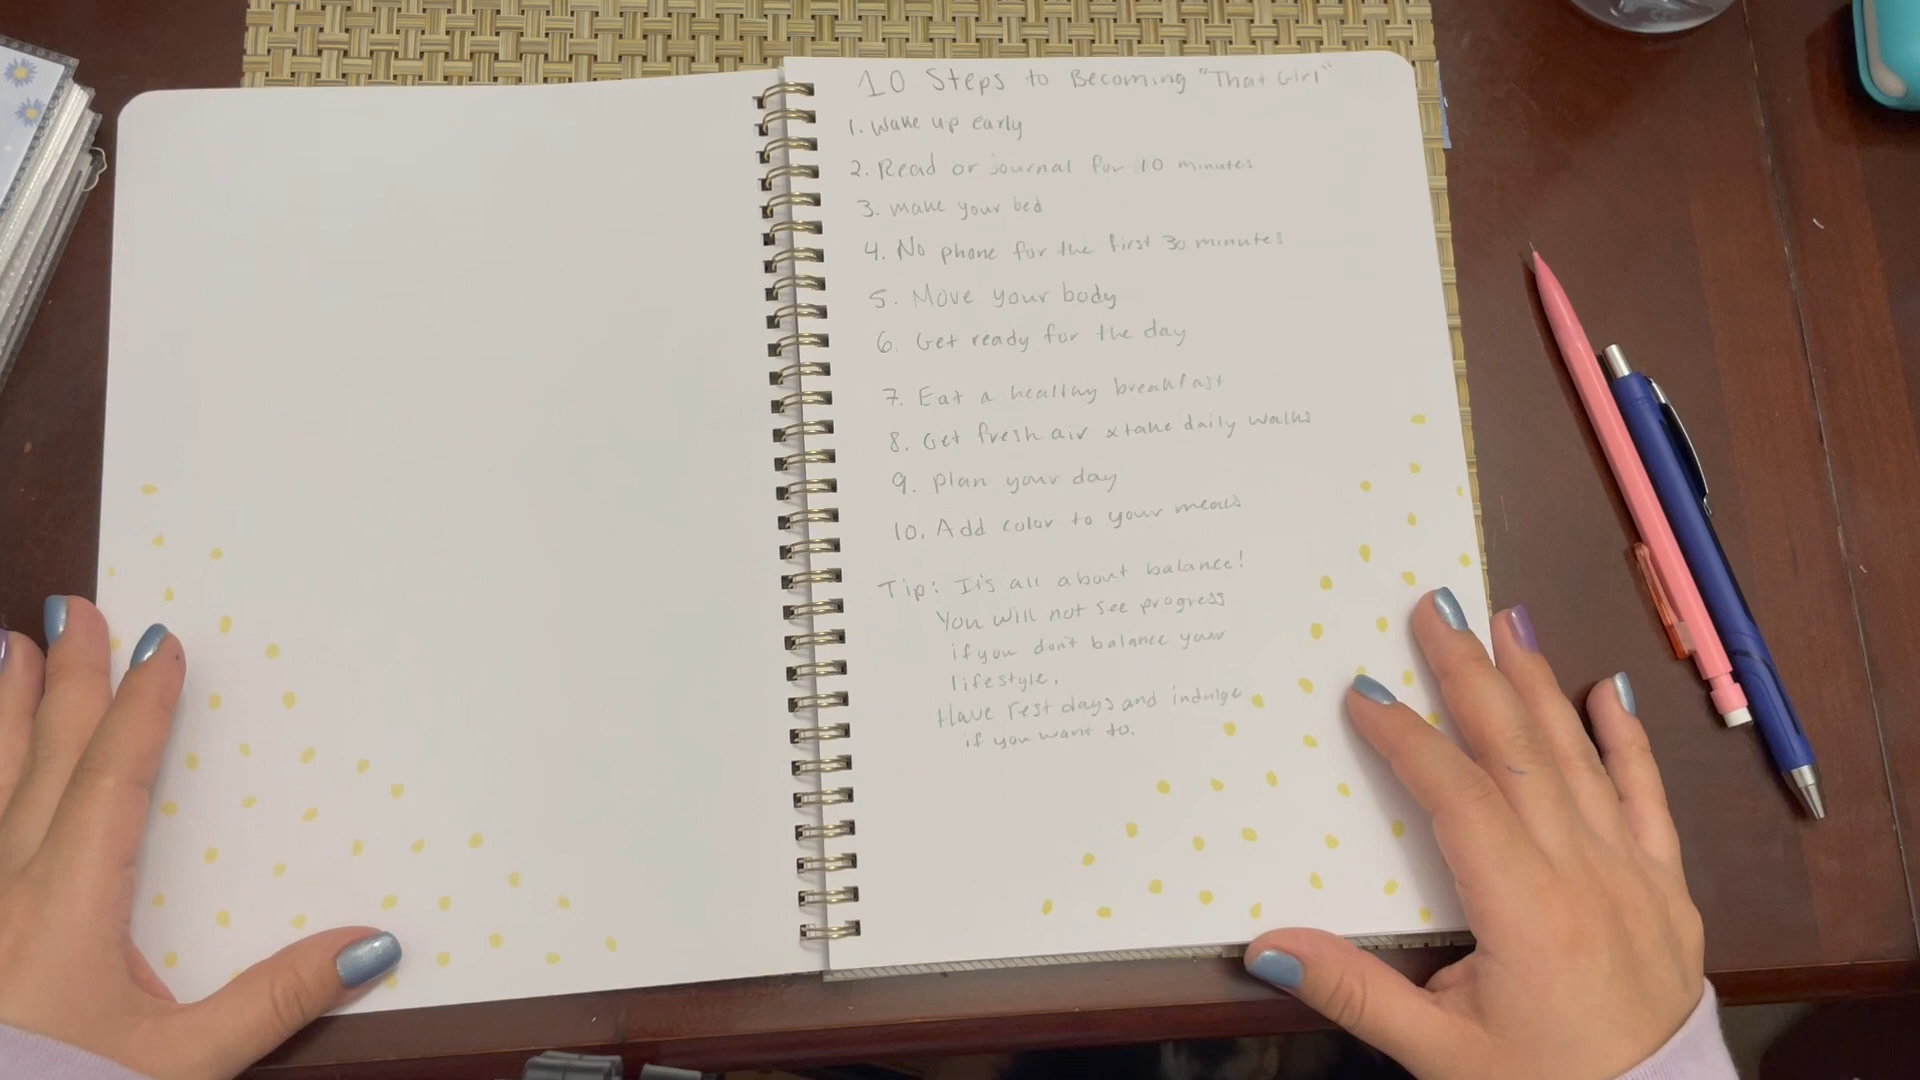 10 Steps to Becoming "That Girl"
1. Wake up early
2. Read or journal for 10 minutes
3. make your bed
4. No phone for the first 30 minutes
5. Move your body
6. Get ready for the day
7. Eat a healthy breakfast
8. Get fresh air & take daily walks
9. plan your day
10. Add color to your meals
Tip: It's all about balance!
You will not see progress
if you don't balance your
lifestyle.
Have rest days and indulge
if you want to.